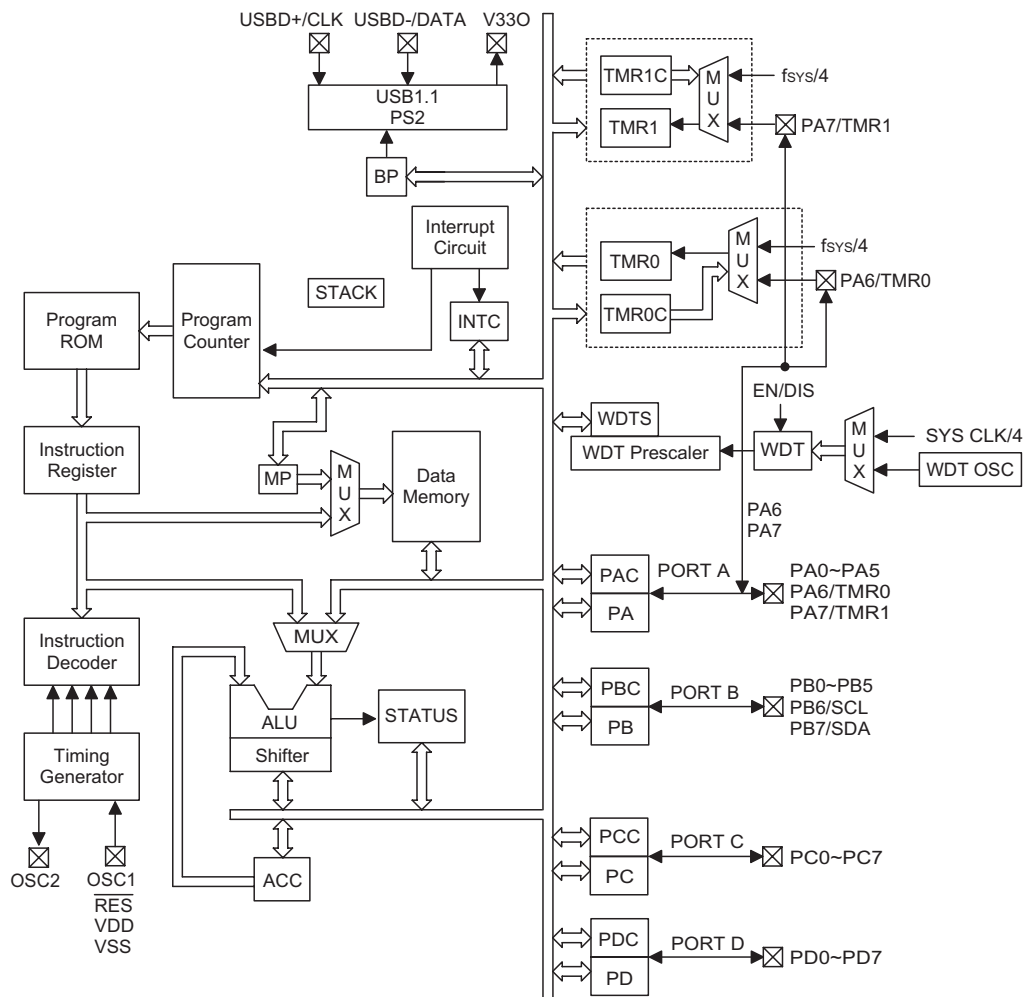 USBD+/CLK USBD-/DATA V33O
USB1.1
PS2
BP
Interrupt
Circuit
STACK
INTC
Program
ROM
Program
Counter
Instruction
Register
MP
MUX
Data
Memory
Instruction
Decoder
MUX
ALU
Shifter
STATUS
Timing
Generator
ACC
OSC2
OSC1
RES
VDD
VSS
TMR1C
TMR1
MUX
fSYS/4
PA7/TMR1
TMR0
TMR0C
MUX
fSYS/4
PA6/TMR0
EN/DIS
WDTS
WDT Prescaler
WDT
MUX
SYS CLK/4
WDT OSC
PA6
PA7
PAC
PA
PORT A
PA0~PA5
PA6/TMR0
PA7/TMR1
PBC
PB
PORT B
PB0~PB5
PB6/SCL
PB7/SDA
PCC
PC
PORT C
PC0~PC7
PDC
PD
PORT D
PD0~PD7